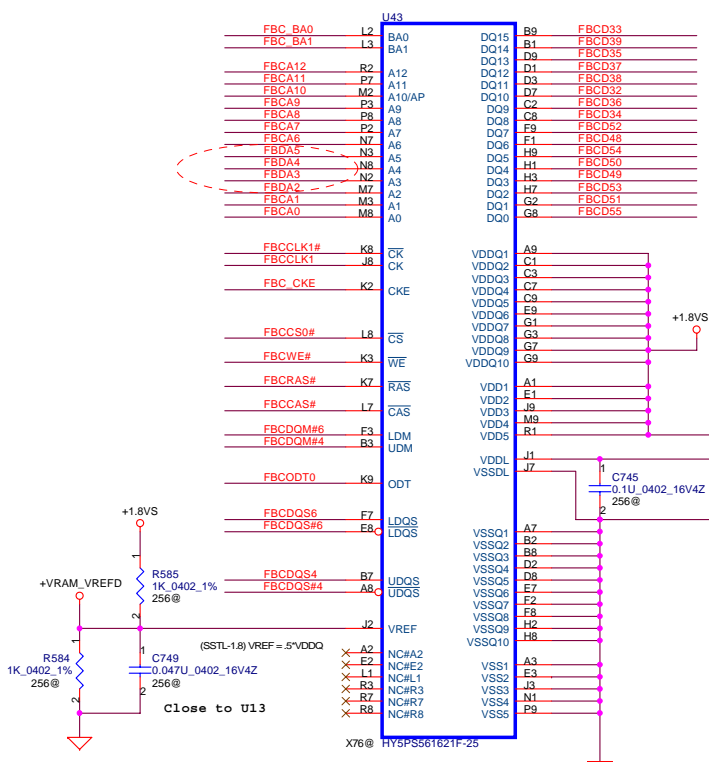 U43
FBC_BA0 L2 BA0 DQ15 B9 FBCD33
FBC_BA1 L3 BA1 DQ14 B1 FBCD39
DQ13 D9 FBCD35
FBCA12 R2 A12 DQ12 D1 FBCD37
FBCA11 P7 A11 DQ11 D3 FBCD38
FBCA10 M2 A10/AP DQ10 D7 FBCD32
FBCA9 P3 A9 DQ9 C2 FBCD36
FBCA8 P8 A8 DQ8 C8 FBCD34
FBCA7 P2 A7 DQ7 F9 FBCD52
FBCA6 N7 A6 DQ6 F1 FBCD48
FBDA5 N3 A5 DQ5 H9 FBCD54
FBDA4 N8 A4 DQ4 H1 FBCD50
FBDA3 N2 A3 DQ3 H3 FBCD49
FBDA2 M7 A2 DQ2 H7 FBCD53
FBCA1 M3 A1 DQ1 G2 FBCD51
FBCA0 M8 A0 DQ0 G8 FBCD55
FBCCLK1# K8 CK VDDQ1 A9
FBCCLK1 J8 CK VDDQ2 C1
VDDQ3 C3
FBC_CKE K2 CKE VDDQ4 C7
VDDQ5 C9
VDDQ6 E9
VDDQ7 G1
+1.8VS
FBCCS0# L8 CS VDDQ8 G3
VDDQ9 G7
FBCWE# K3 WE VDDQ10 G9
FBCRAS# K7 RAS VDD1 A1
VDD2 E1
FBCCAS# L7 CAS VDD3 J9
VDD4 M9
FBCDQM#6 F3 LDM VDD5 R1
FBCDQM#4 B3 UDM
VDDL J1
VSSDL J7
FBCODT0 K9 ODT
1
C745
0.1U_0402_16V4Z
256@
2
+1.8VS
FBCDQS6 F7 LDQS
FBCDQS#6 E8 LDQS VSSQ1 A7
VSSQ2 B2
VSSQ3 B8
VSSQ4 D2
FBCDQS4 B7 UDQS VSSQ5 D8
FBCDQS#4 A8 UDQS VSSQ6 E7
VSSQ7 F2
VSSQ8 F8
J2 VREF VSSQ9 H2
VSSQ10 H8
1
R585
1K_0402_1%
256@
2
+VRAM_VREFD
(SSTL-1.8) VREF = .5*VDDQ
A2 NC#A2 VSS1 A3
E2 NC#E2 VSS2 E3
L1 NC#L1 VSS3 J3
R3 NC#R3 VSS4 N1
R7 NC#R7 VSS5 P9
R8 NC#R8
1
R584
1K_0402_1%
256@
2
1
C749
0.047U_0402_16V4Z
256@
2
Close to U13
X76@ HY5PS561621F-25